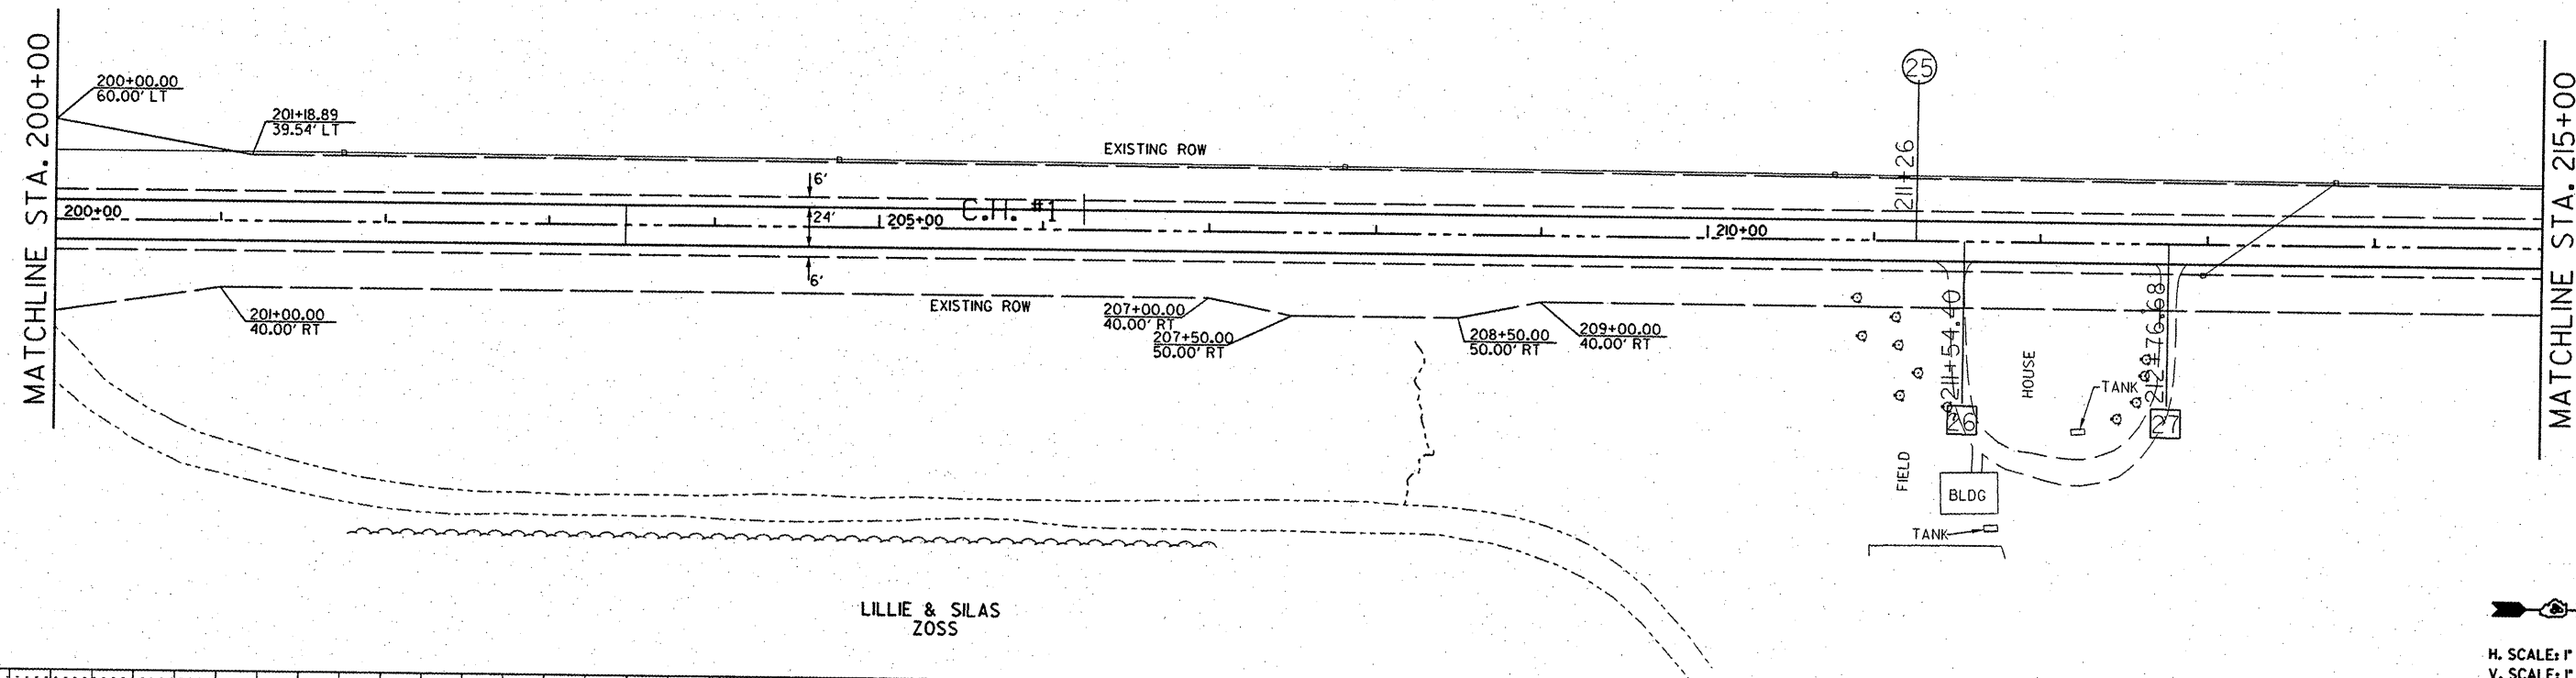 MATCHLINE STA. 200+00
200+00.00
60.00' LT
201+18.89
39.54' LT
EXISTING ROW
25
211+26
MATCHLINE STA. 215+00
6'
200+00
24'
205+00
C.H. #1
210+00
6'
201+00.00
40.00' RT
EXISTING ROW
207+00.00
40.00' RT
207+50.00
50.00' RT
208+50.00
50.00' RT
209+00.00
40.00' RT
211+54.40
HOUSE
212+76.68
TANK
26
27
FIELD
BLDG
TANK
LILLIE & SILAS
ZOSS
H. SCALE: 1"
V. SCALE: 1"